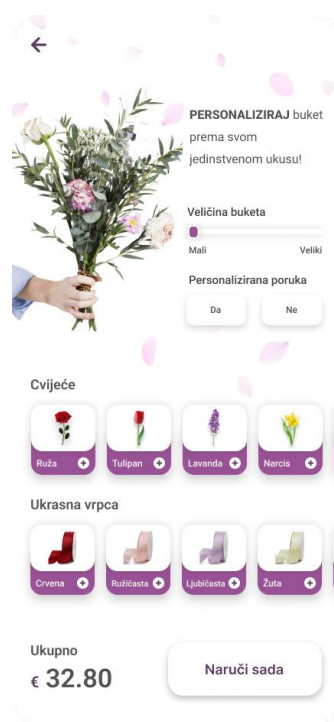 PERSONALIZIRAJ buket
prema svom
jedinstvenom ukusu!
Veličina buketa
Mali Veliki
Personalizirana poruka
Da Ne
Cvijeće
Ruža Tulipan Lavanda Narcis
Ukrasna vrpca
Crvena Ružičasta Ljubičasta Žuta
Ukupno
€ 32.80 Naruči sada